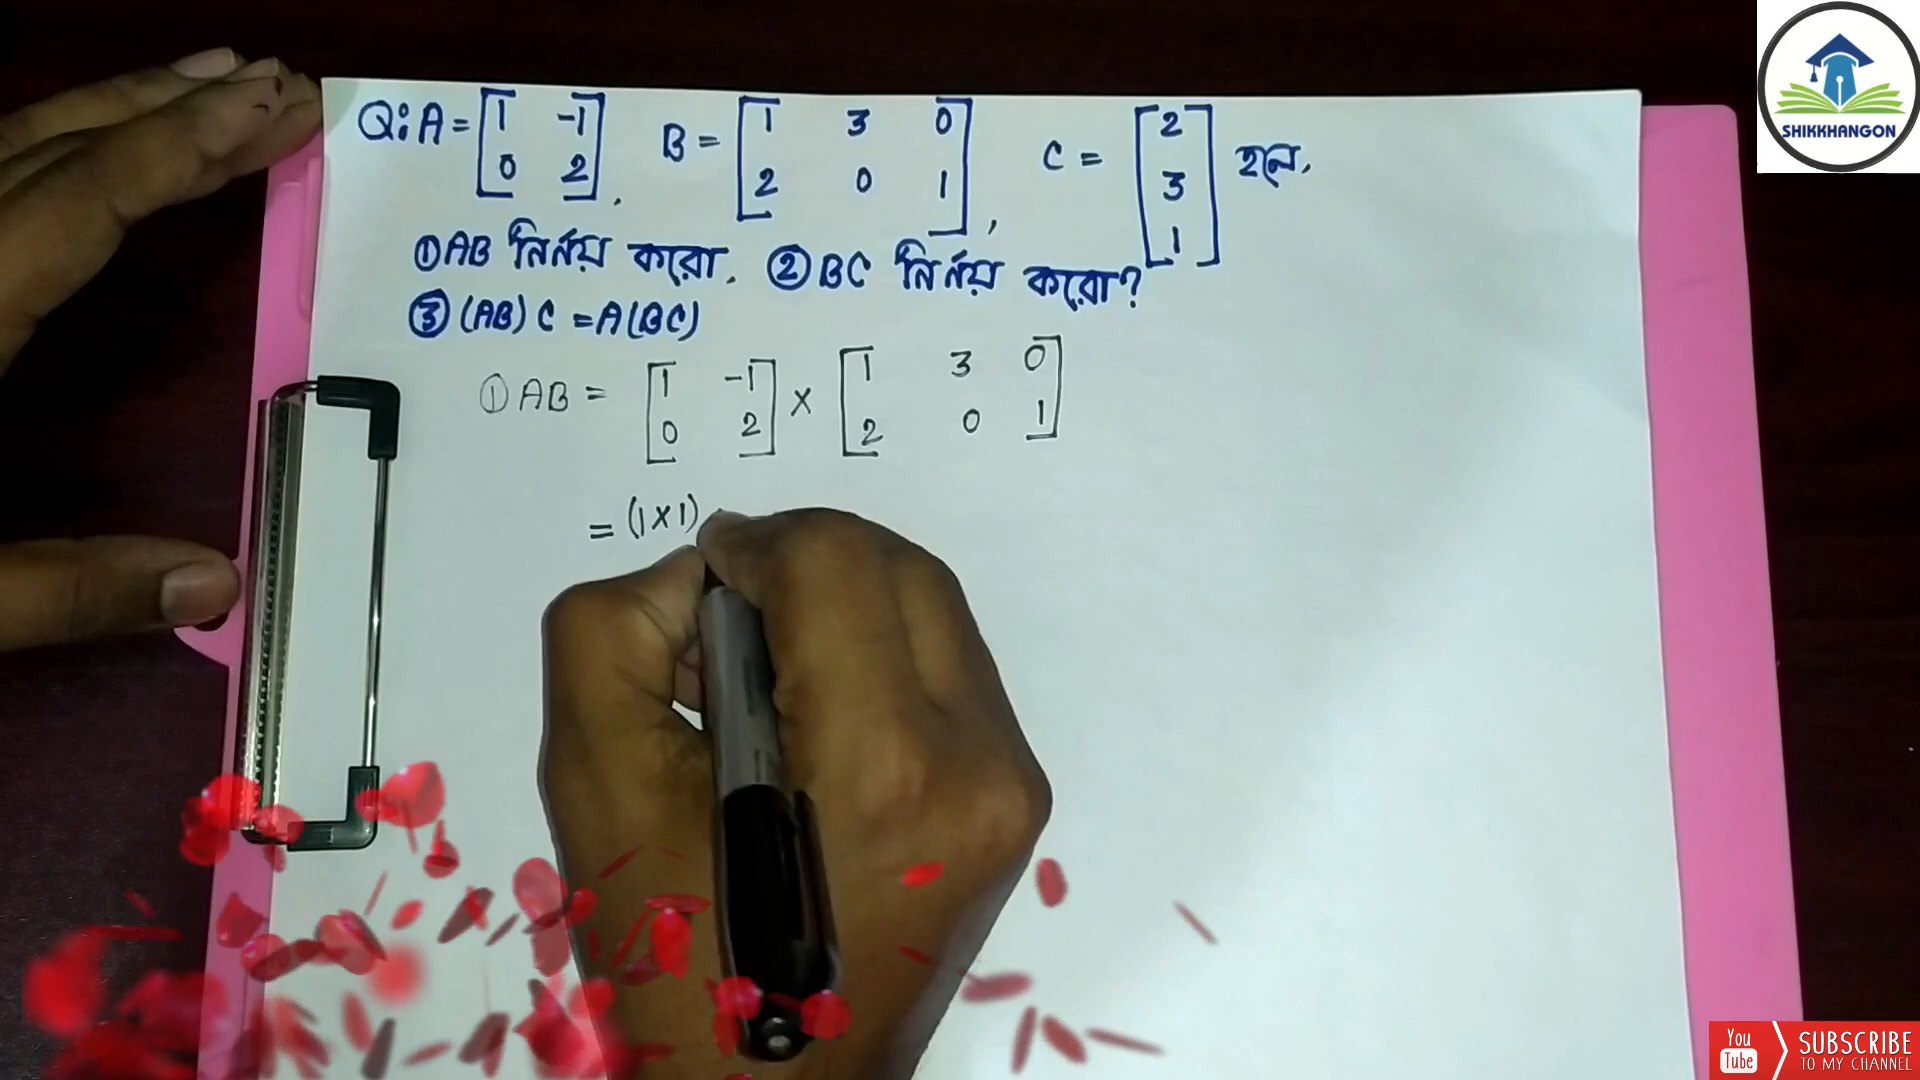 Q: A = [1 -1 0 2], B = [1 3 0 2 0 1], C = [2 3 1] হলে,
① AB নির্নয় করো. ② BC নির্নয় করো?
③ (AB) C = A(BC)
① AB = [1 -1 0 2] × [1 3 0 2 0 1]
= (1×1)
SHIKKHANGON
You Tube SUBSCRIBE
TO MY CHANNEL